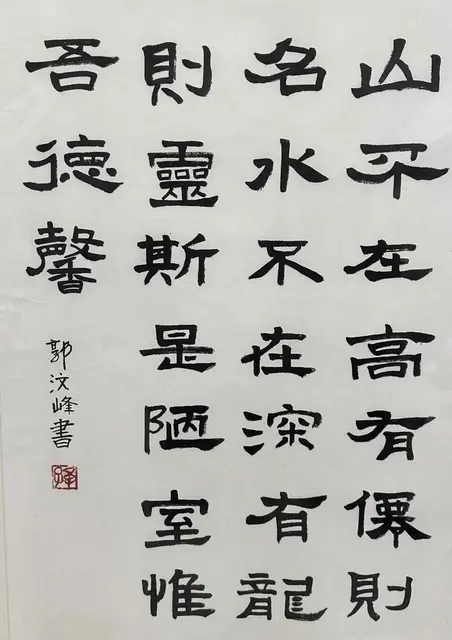 山不在高有僊則
名水不在深有龍
則靈斯是陋室惟
吾德馨
郭汶峰書
峰